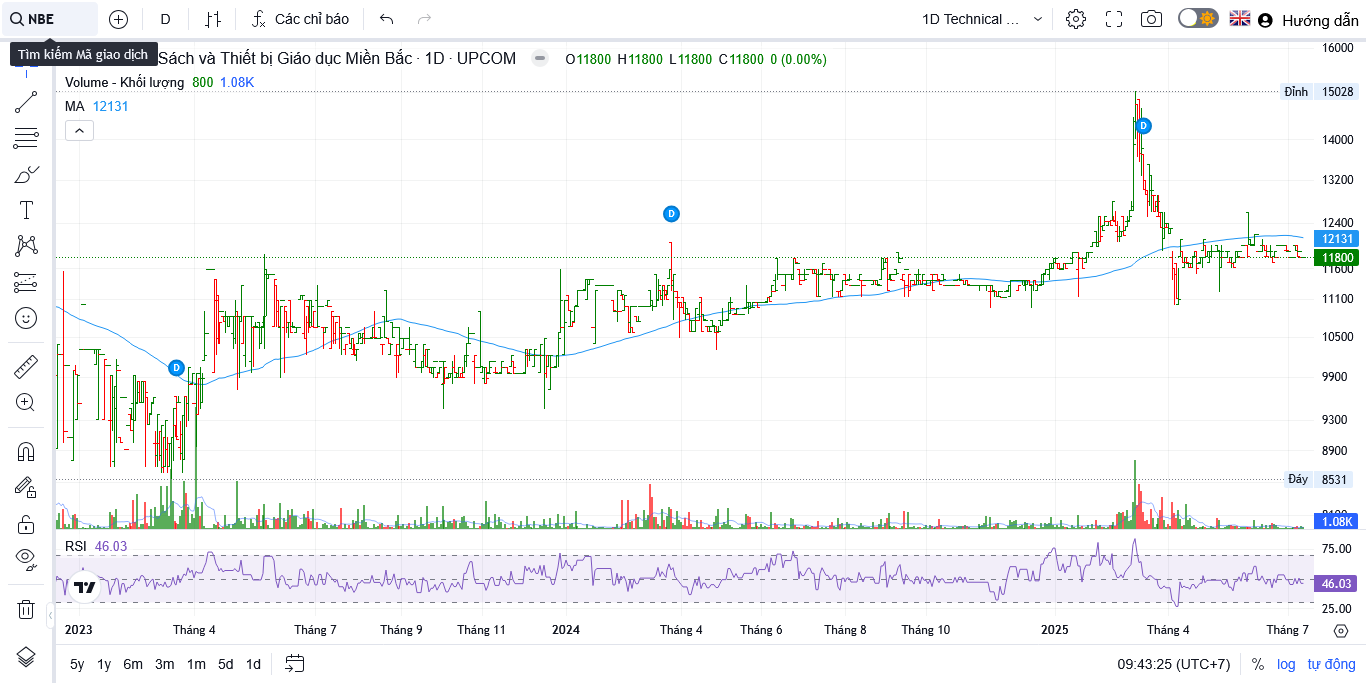 NBE D Các chỉ báo 1D Technical ... Hướng dẫn
Tìm kiếm Mã giao dịch
Sách và Thiết bị Giáo dục Miền Bắc · 1D · UPCOM O11800 H11800 L11800 C11800 0 (0.00%)
Volume - Khối lượng 800 1.08K
MA 12131
16000
Đỉnh 15028
D
14000
13200
D
12400
12131
11800
11600
11100
10500
D
9900
9300
8900
Đáy 8531
1.08K
RSI 46.03
75.00
46.03
25.00
2023 Tháng 4 Tháng 7 Tháng 9 Tháng 11 2024 Tháng 4 Tháng 6 Tháng 8 Tháng 10 2025 Tháng 4 Tháng 7
5y 1y 6m 3m 1m 5d 1d 09:43:25 (UTC+7) % log tự động